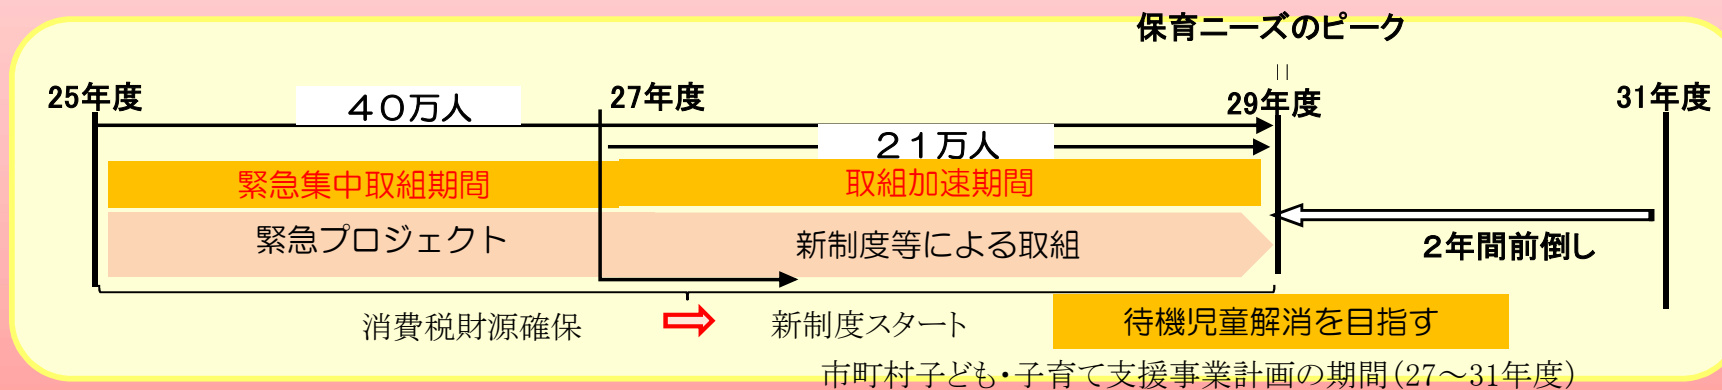 保育ニーズのピーク
||
25年度
40万人
27年度
29年度
31年度
21万人
緊急集中取組期間
取組加速期間
緊急プロジェクト
新制度等による取組
2年間前倒し
消費税財源確保
新制度スタート
待機児童解消を目指す
市町村子ども・子育て支援事業計画の期間(27~31年度)